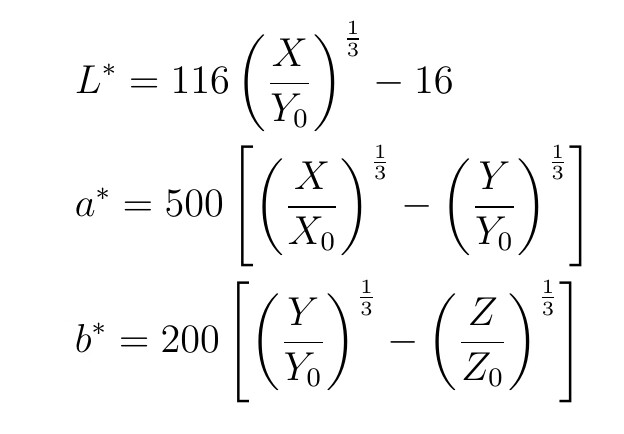 L* = 116 (X/Y₀)^(1/3) − 16
a* = 500 [(X/X₀)^(1/3) − (Y/Y₀)^(1/3)]
b* = 200 [(Y/Y₀)^(1/3) − (Z/Z₀)^(1/3)]